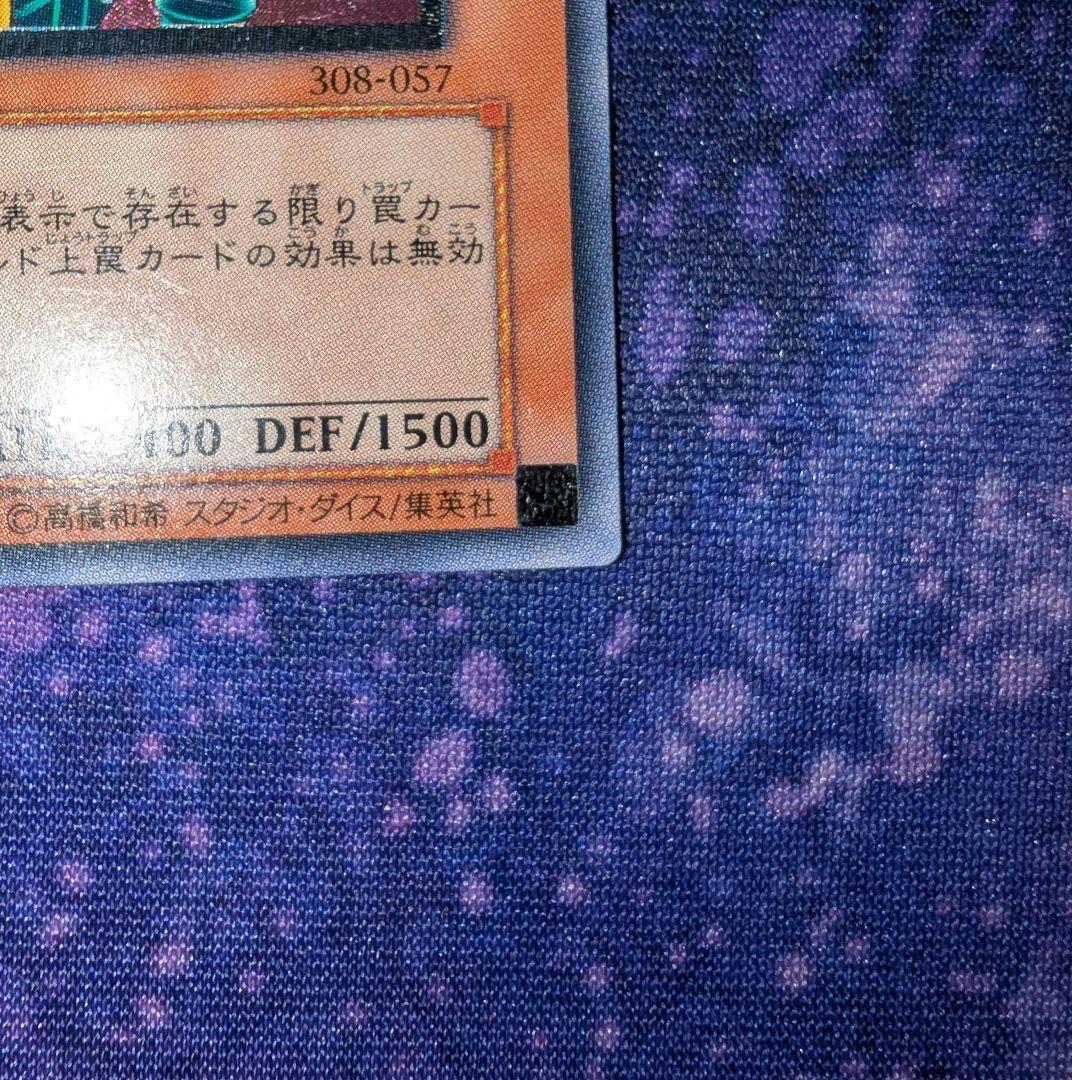 308-057
表示で存在する限り罠カー
ルド上罠カードの効果は無効
400 DEF/1500
©高橋和希 スタジオ・ダイス/集英社